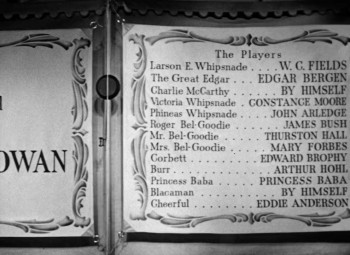 OWAN
The Players
Larson E. Whipsnade . . . . W. C. FIELDS
The Great Edgar . . . . EDGAR BERGEN
Charlie McCarthy . . . . . . BY HIMSELF
Victoria Whipsnade . CONSTANCE MOORE
Phineas Whipsnade . . . JOHN ARLEDGE
Roger Bel-Goodie . . . . . JAMES BUSH
Mr. Bel-Goodie . . . . THURSTON HALL
Mrs. Bel-Goodie . . . . MARY FORBES
Gorbett . . . . . . . EDWARD BROPHY
Burr . . . . . . . . . . ARTHUR HOHL
Princess Baba . . . . PRINCESS BABA
Blacaman . . . . . . . . BY HIMSELF
Cheerful . . . . . . EDDIE ANDERSON